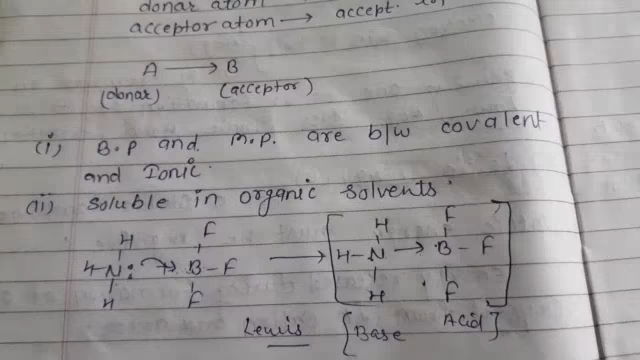 donar atom
acceptor atom → accept.
A → B
(donar) (acceptor)
(i) B.P and m.p. are b/w covalent
and Ionic.
(ii) Soluble in organic solvents.
H F H F
H-N: → B-F → [H-N → B-F]
H F H F
Lewis [Base Acid]